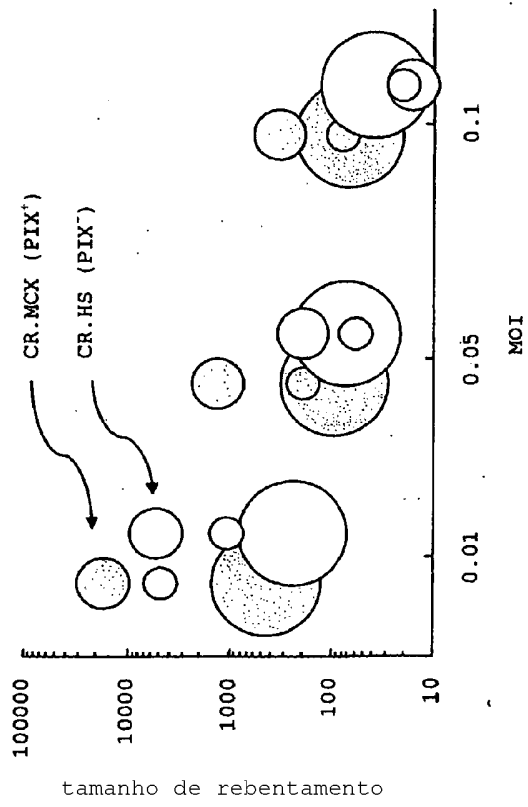 CR.MCX (PIX⁺)
CR.HS (PIX⁻)
100000
10000
1000
100
10
tamanho de rebentamento
0.01
0.05
0.1
MOI